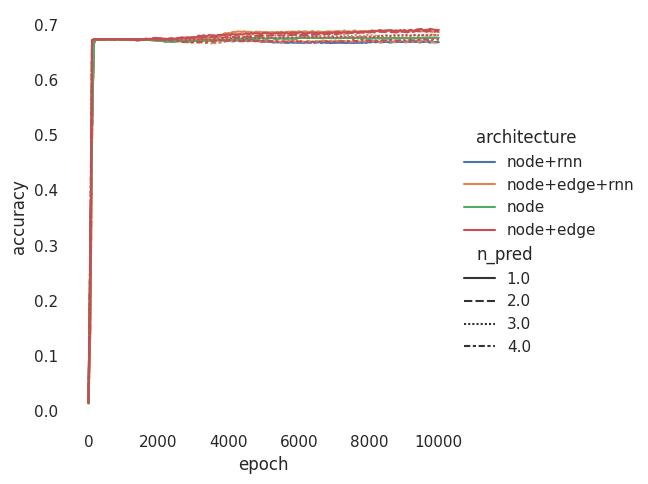 0.7
0.6
0.5
0.4
0.3
0.2
0.1
0.0
accuracy
0 2000 4000 6000 8000 10000
epoch
architecture
node+rnn
node+edge+rnn
node
node+edge
n_pred
1.0
2.0
3.0
4.0